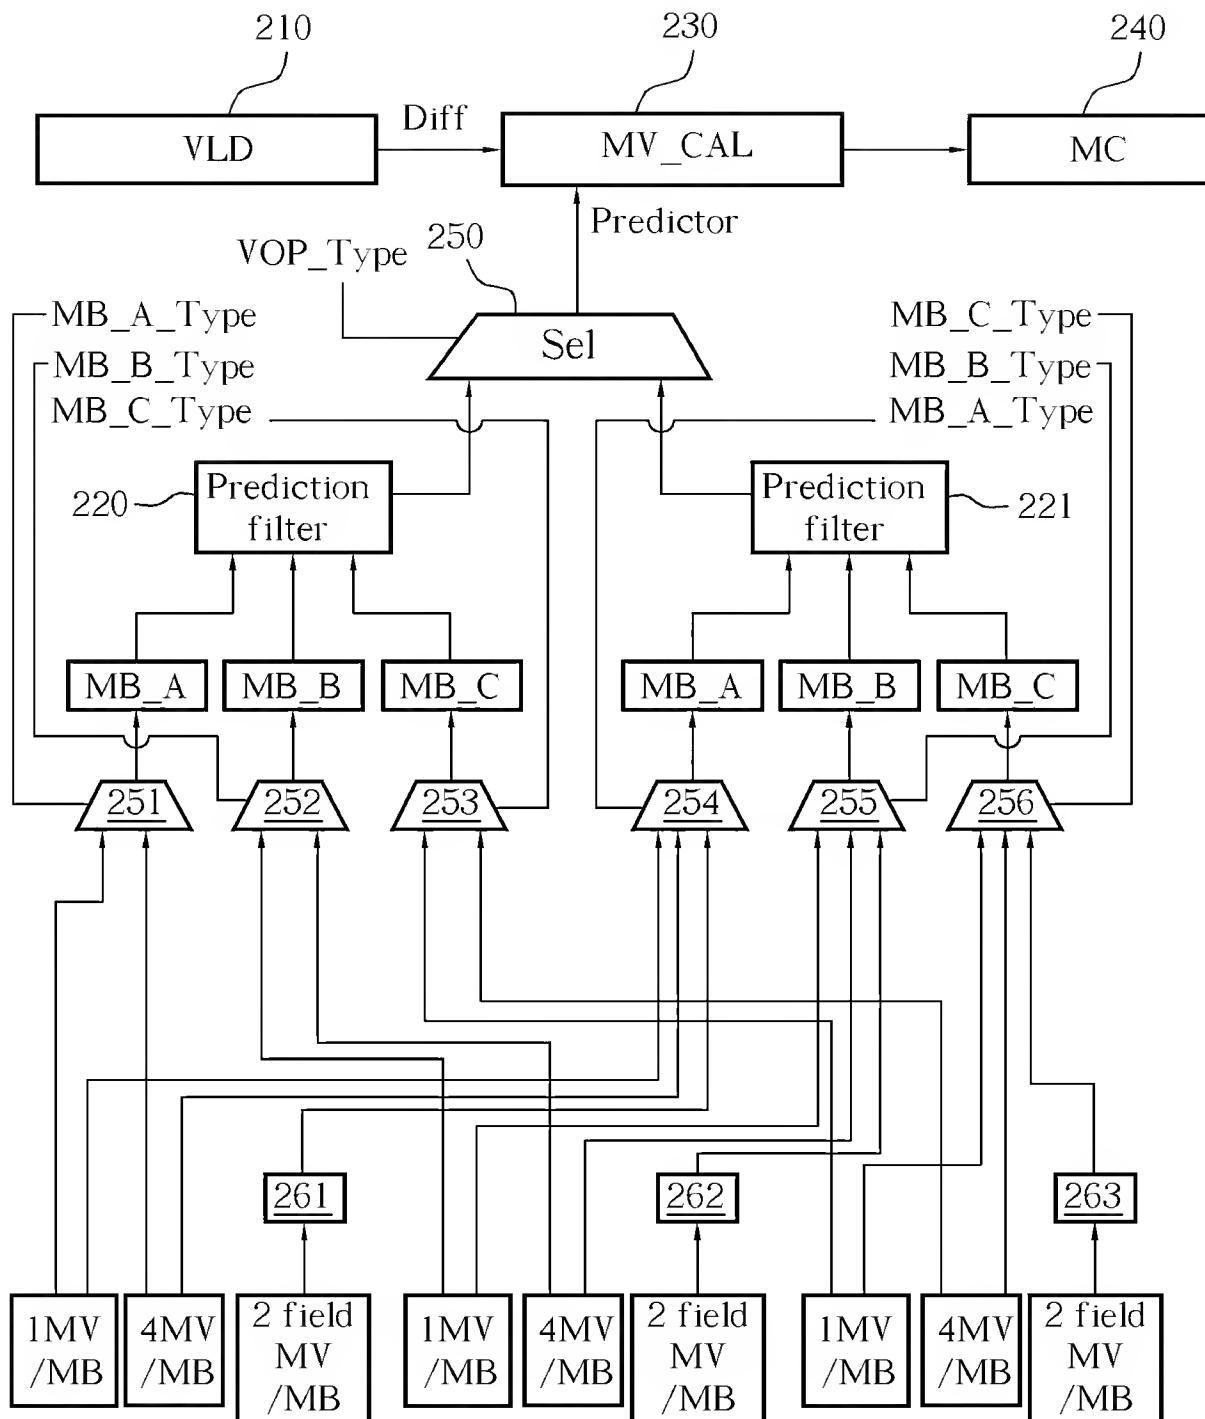 210
230
240
VLD
Diff
MV_CAL
MC
Predictor
250
VOP_Type
Sel
MB_A_Type
MB_B_Type
MB_C_Type
MB_C_Type
MB_B_Type
MB_A_Type
220
Prediction
filter
Prediction
filter
221
MB_A
MB_B
MB_C
MB_A
MB_B
MB_C
251
252
253
254
255
256
261
262
263
1MV
/MB
4MV
/MB
2 field
MV
/MB
1MV
/MB
4MV
/MB
2 field
MV
/MB
1MV
/MB
4MV
/MB
2 field
MV
/MB